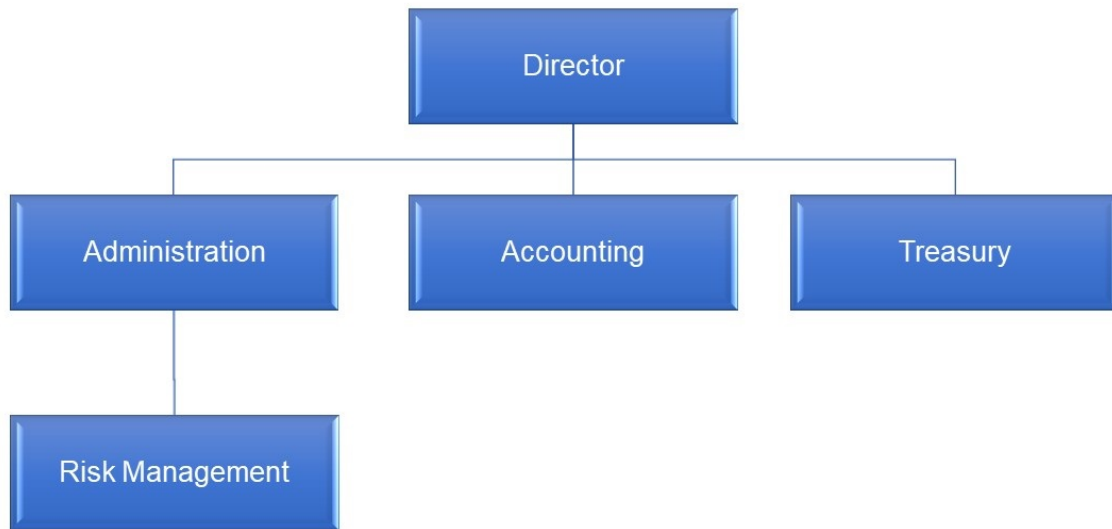 Director
Administration
Accounting
Treasury
Risk Management